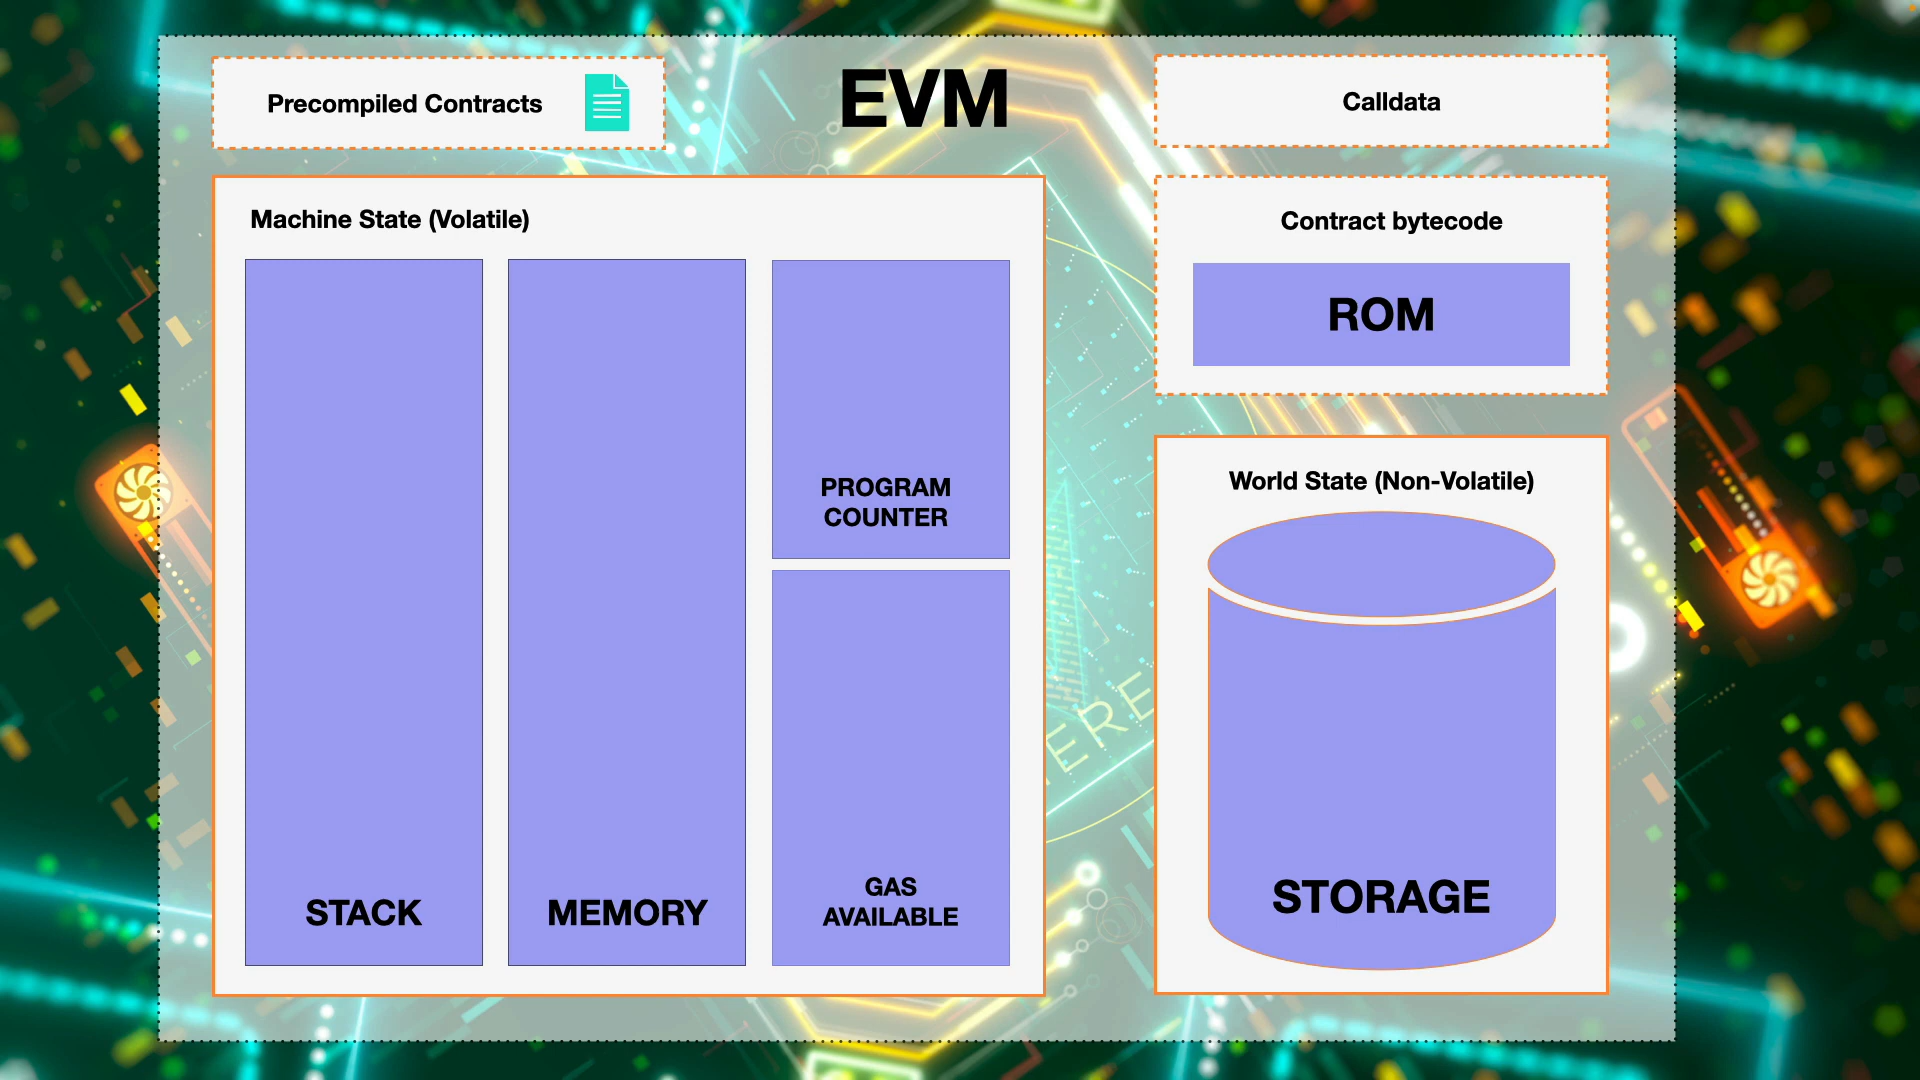 EVM
Precompiled Contracts
Calldata
Machine State (Volatile)
STACK
MEMORY
PROGRAM
COUNTER
GAS
AVAILABLE
Contract bytecode
ROM
World State (Non-Volatile)
STORAGE
ERE